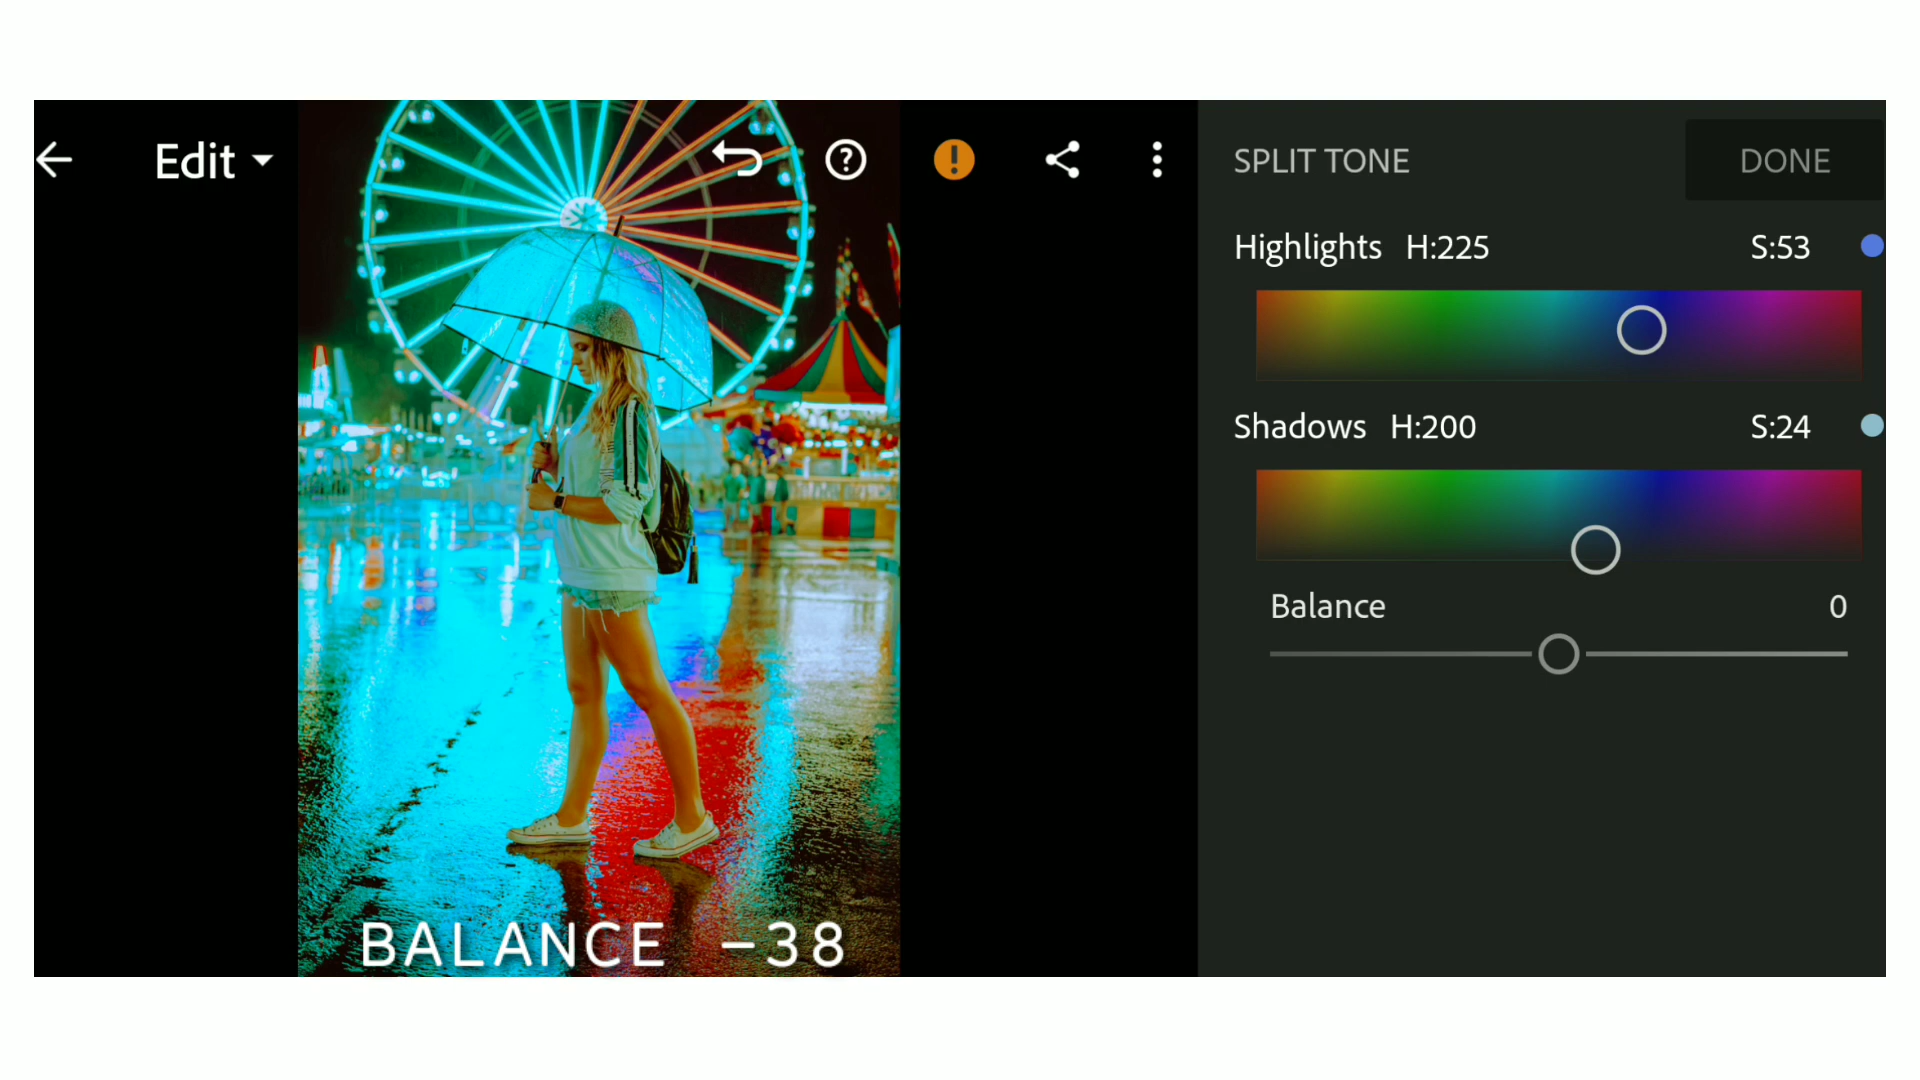 Edit
SPLIT TONE
DONE
Highlights H:225 S:53
Shadows H:200 S:24
Balance 0
BALANCE -38